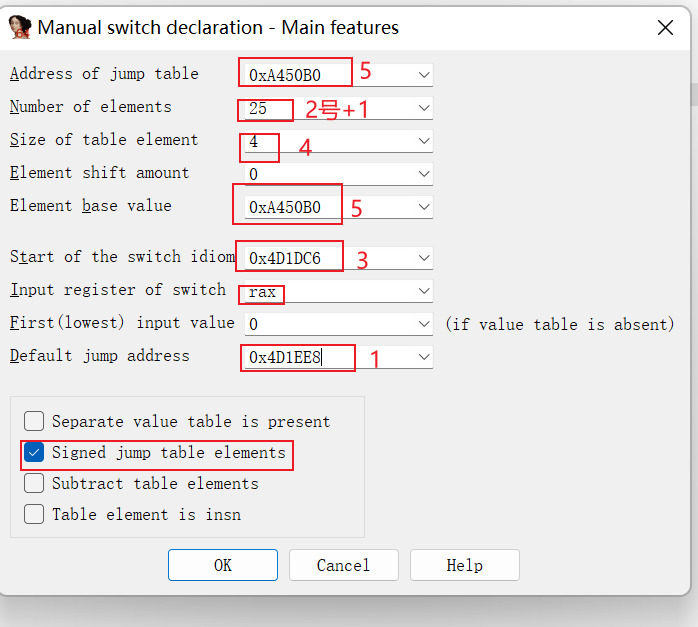 Manual switch declaration - Main features
Address of jump table 0xA450B0 5
Number of elements 25 2号+1
Size of table element 4 4
Element shift amount 0
Element base value 0xA450B0 5
Start of the switch idiom 0x4D1DC6 3
Input register of switch rax
First(lowest) input value 0 (if value table is absent)
Default jump address 0x4D1EE8 1
Separate value table is present
Signed jump table elements
Subtract table elements
Table element is insn
OK Cancel Help